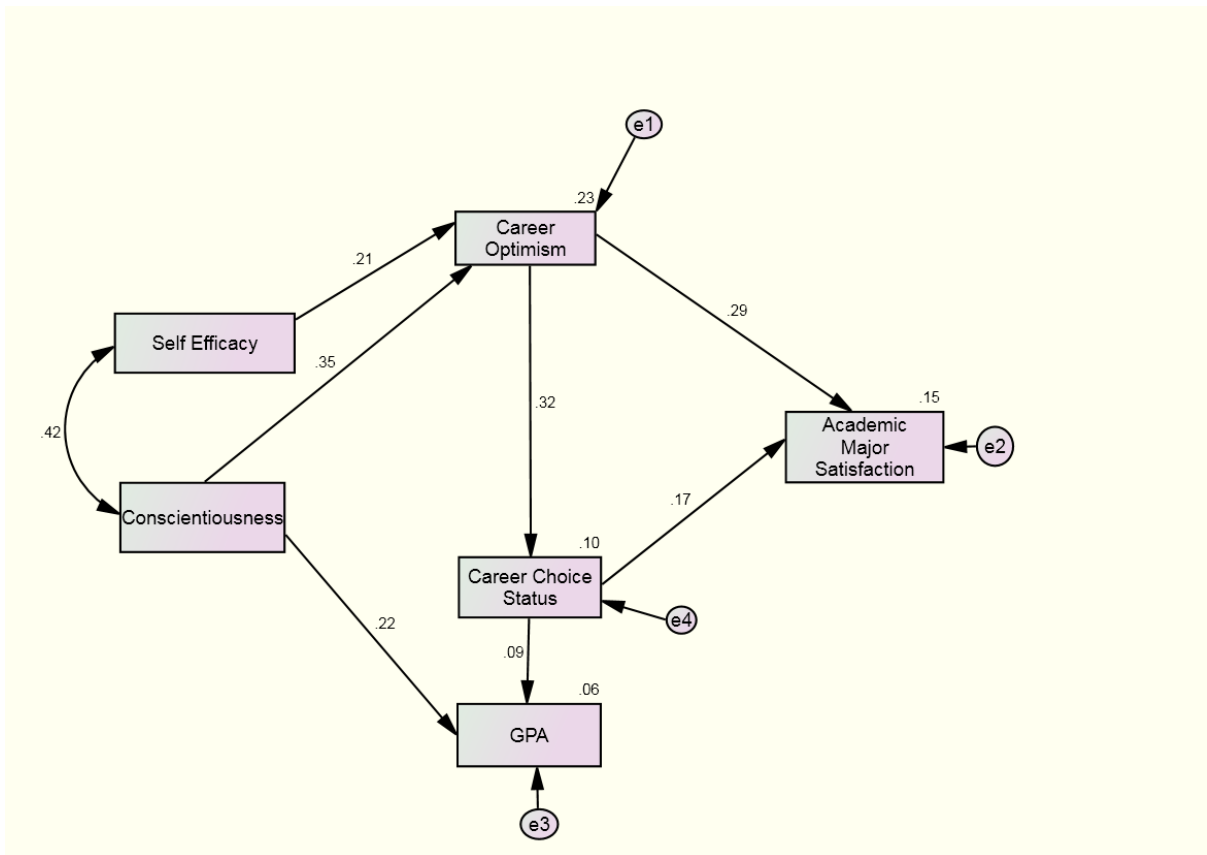 e1
.23
Career
Optimism
.21
.29
Self Efficacy
.35
.42
.32
.15
Academic
Major
Satisfaction
e2
.17
Conscientiousness
.10
Career Choice
Status
e4
.22
.09
.06
GPA
e3